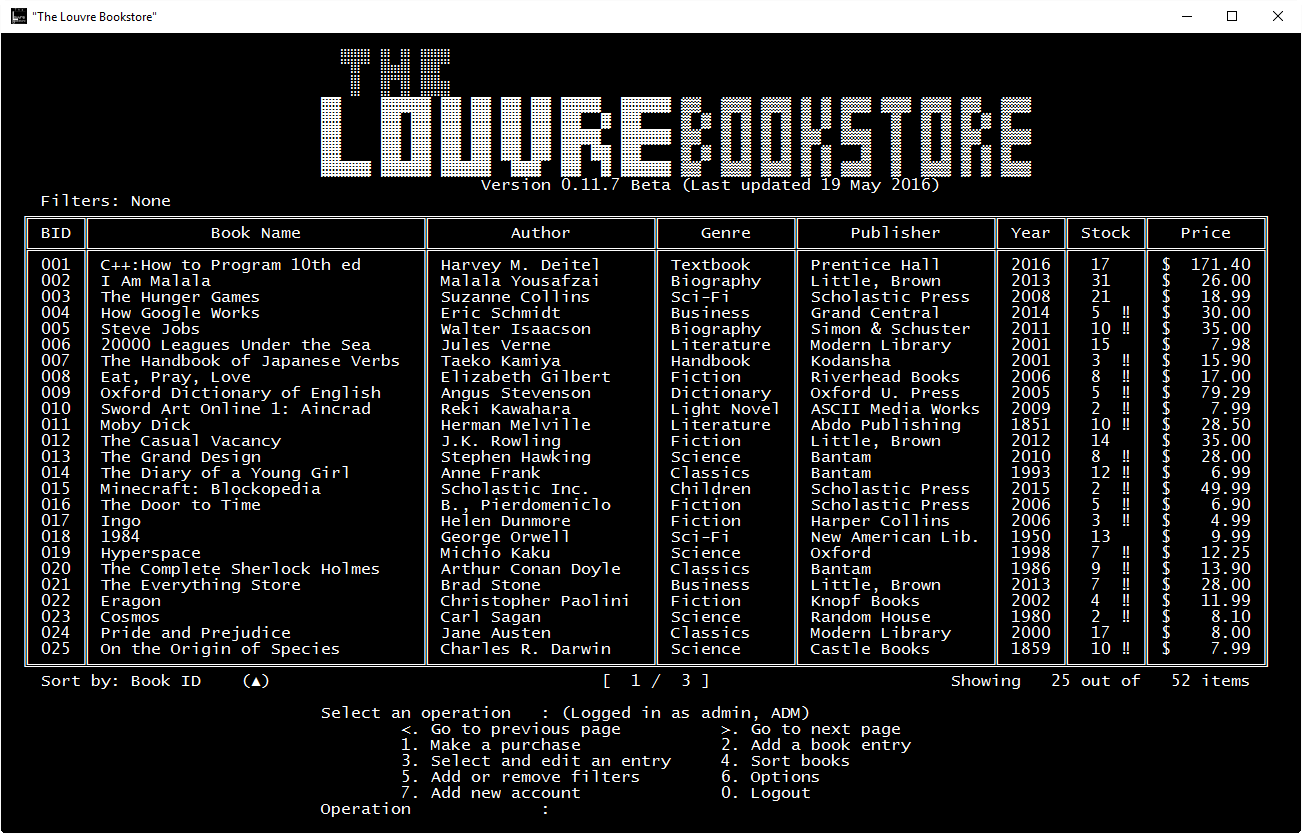 "The Louvre Bookstore"
THE
LOUVRE BOOKSTORE
Version 0.11.7 Beta (Last updated 19 May 2016)
Filters: None
BID Book Name Author Genre Publisher Year Stock Price
001 C++:How to Program 10th ed Harvey M. Deitel Textbook Prentice Hall 2016 17 $ 171.40
002 I Am Malala Malala Yousafzai Biography Little, Brown 2013 31 $ 26.00
003 The Hunger Games Suzanne Collins Sci-Fi Scholastic Press 2008 21 $ 18.99
004 How Google Works Eric Schmidt Business Grand Central 2014 5 ‼ $ 30.00
005 Steve Jobs Walter Isaacson Biography Simon & Schuster 2011 10 ‼ $ 35.00
006 20000 Leagues Under the Sea Jules Verne Literature Modern Library 2001 15 $ 7.98
007 The Handbook of Japanese Verbs Taeko Kamiya Handbook Kodansha 2001 3 ‼ $ 15.90
008 Eat, Pray, Love Elizabeth Gilbert Fiction Riverhead Books 2006 8 ‼ $ 17.00
009 Oxford Dictionary of English Angus Stevenson Dictionary Oxford U. Press 2005 5 ‼ $ 79.29
010 Sword Art Online 1: Aincrad Reki Kawahara Light Novel ASCII Media Works 2009 2 ‼ $ 7.99
011 Moby Dick Herman Melville Literature Abdo Publishing 1851 10 ‼ $ 28.50
012 The Casual Vacancy J.K. Rowling Fiction Little, Brown 2012 14 $ 35.00
013 The Grand Design Stephen Hawking Science Bantam 2010 8 ‼ $ 28.00
014 The Diary of a Young Girl Anne Frank Classics Bantam 1993 12 ‼ $ 6.99
015 Minecraft: Blockopedia Scholastic Inc. Children Scholastic Press 2015 2 ‼ $ 49.99
016 The Door to Time B., Pierdomeniclo Fiction Scholastic Press 2006 5 ‼ $ 6.90
017 Ingo Helen Dunmore Fiction Harper Collins 2006 3 ‼ $ 4.99
018 1984 George Orwell Sci-Fi New American Lib. 1950 13 $ 9.99
019 Hyperspace Michio Kaku Science Oxford 1998 7 ‼ $ 12.25
020 The Complete Sherlock Holmes Arthur Conan Doyle Classics Bantam 1986 9 ‼ $ 13.90
021 The Everything Store Brad Stone Business Little, Brown 2013 7 ‼ $ 28.00
022 Eragon Christopher Paolini Fiction Knopf Books 2002 4 ‼ $ 11.99
023 Cosmos Carl Sagan Science Random House 1980 2 ‼ $ 8.10
024 Pride and Prejudice Jane Austen Classics Modern Library 2000 17 $ 8.00
025 On the Origin of Species Charles R. Darwin Science Castle Books 1859 10 ‼ $ 7.99
Sort by: Book ID (▲) [ 1 / 3 ] Showing 25 out of 52 items
Select an operation : (Logged in as admin, ADM)
<. Go to previous page >. Go to next page
1. Make a purchase 2. Add a book entry
3. Select and edit an entry 4. Sort books
5. Add or remove filters 6. Options
7. Add new account 0. Logout
Operation :